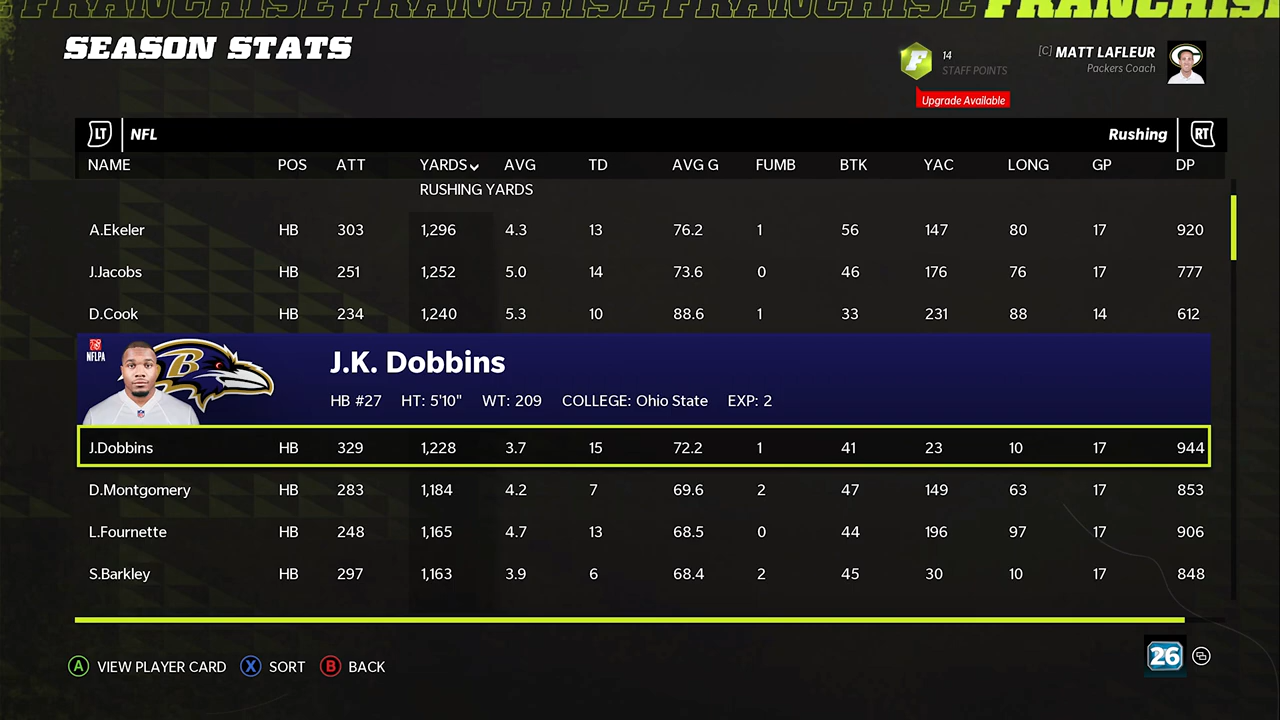 FRANCHISE FRANCHISE FRANCHISE FRANCHISE
SEASON STATS
14
STAFF POINTS
Upgrade Available
[C] MATT LAFLEUR
Packers Coach
LT NFL Rushing RT
NAME POS ATT YARDS AVG TD AVG G FUMB BTK YAC LONG GP DP
RUSHING YARDS
A.Ekeler HB 303 1,296 4.3 13 76.2 1 56 147 80 17 920
J.Jacobs HB 251 1,252 5.0 14 73.6 0 46 176 76 17 777
D.Cook HB 234 1,240 5.3 10 88.6 1 33 231 88 14 612
NFLPA
B
J.K. Dobbins
HB #27 HT: 5'10" WT: 209 COLLEGE: Ohio State EXP: 2
J.Dobbins HB 329 1,228 3.7 15 72.2 1 41 23 10 17 944
D.Montgomery HB 283 1,184 4.2 7 69.6 2 47 149 63 17 853
L.Fournette HB 248 1,165 4.7 13 68.5 0 44 196 97 17 906
S.Barkley HB 297 1,163 3.9 6 68.4 2 45 30 10 17 848
A VIEW PLAYER CARD X SORT B BACK
26